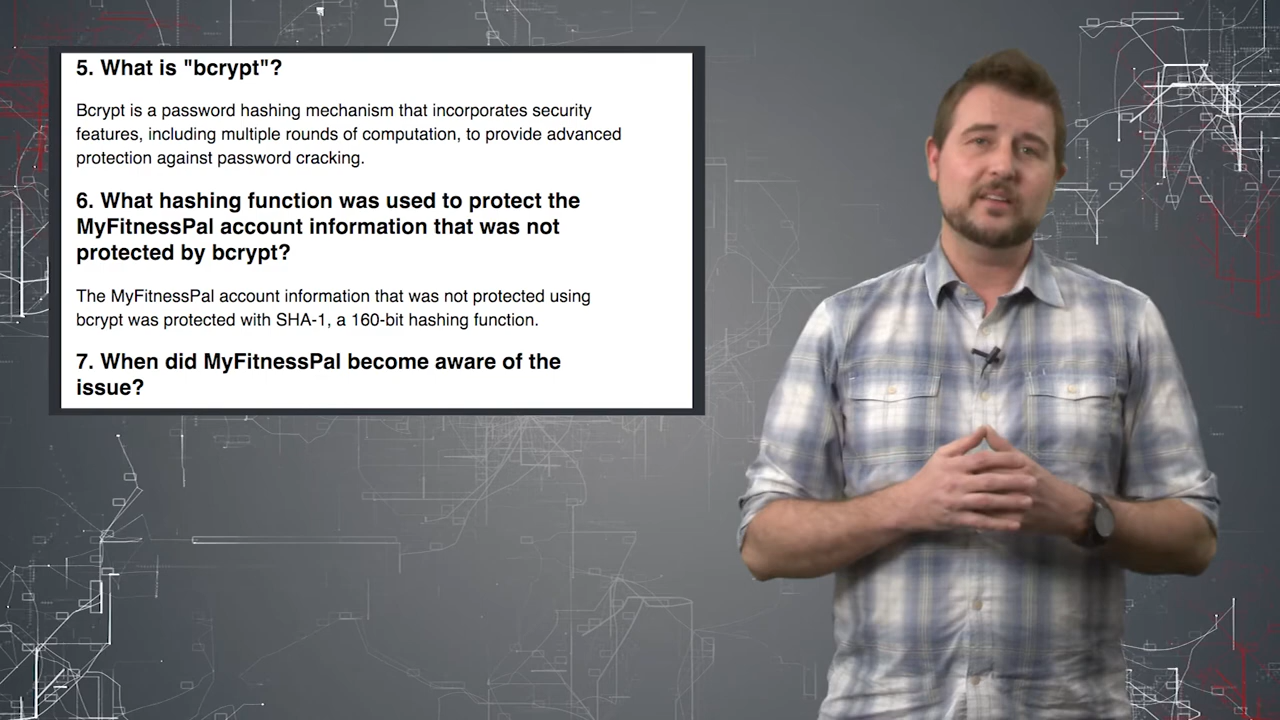 5. What is "bcrypt"?
Bcrypt is a password hashing mechanism that incorporates security
features, including multiple rounds of computation, to provide advanced
protection against password cracking.
6. What hashing function was used to protect the
MyFitnessPal account information that was not
protected by bcrypt?
The MyFitnessPal account information that was not protected using
bcrypt was protected with SHA-1, a 160-bit hashing function.
7. When did MyFitnessPal become aware of the
issue?